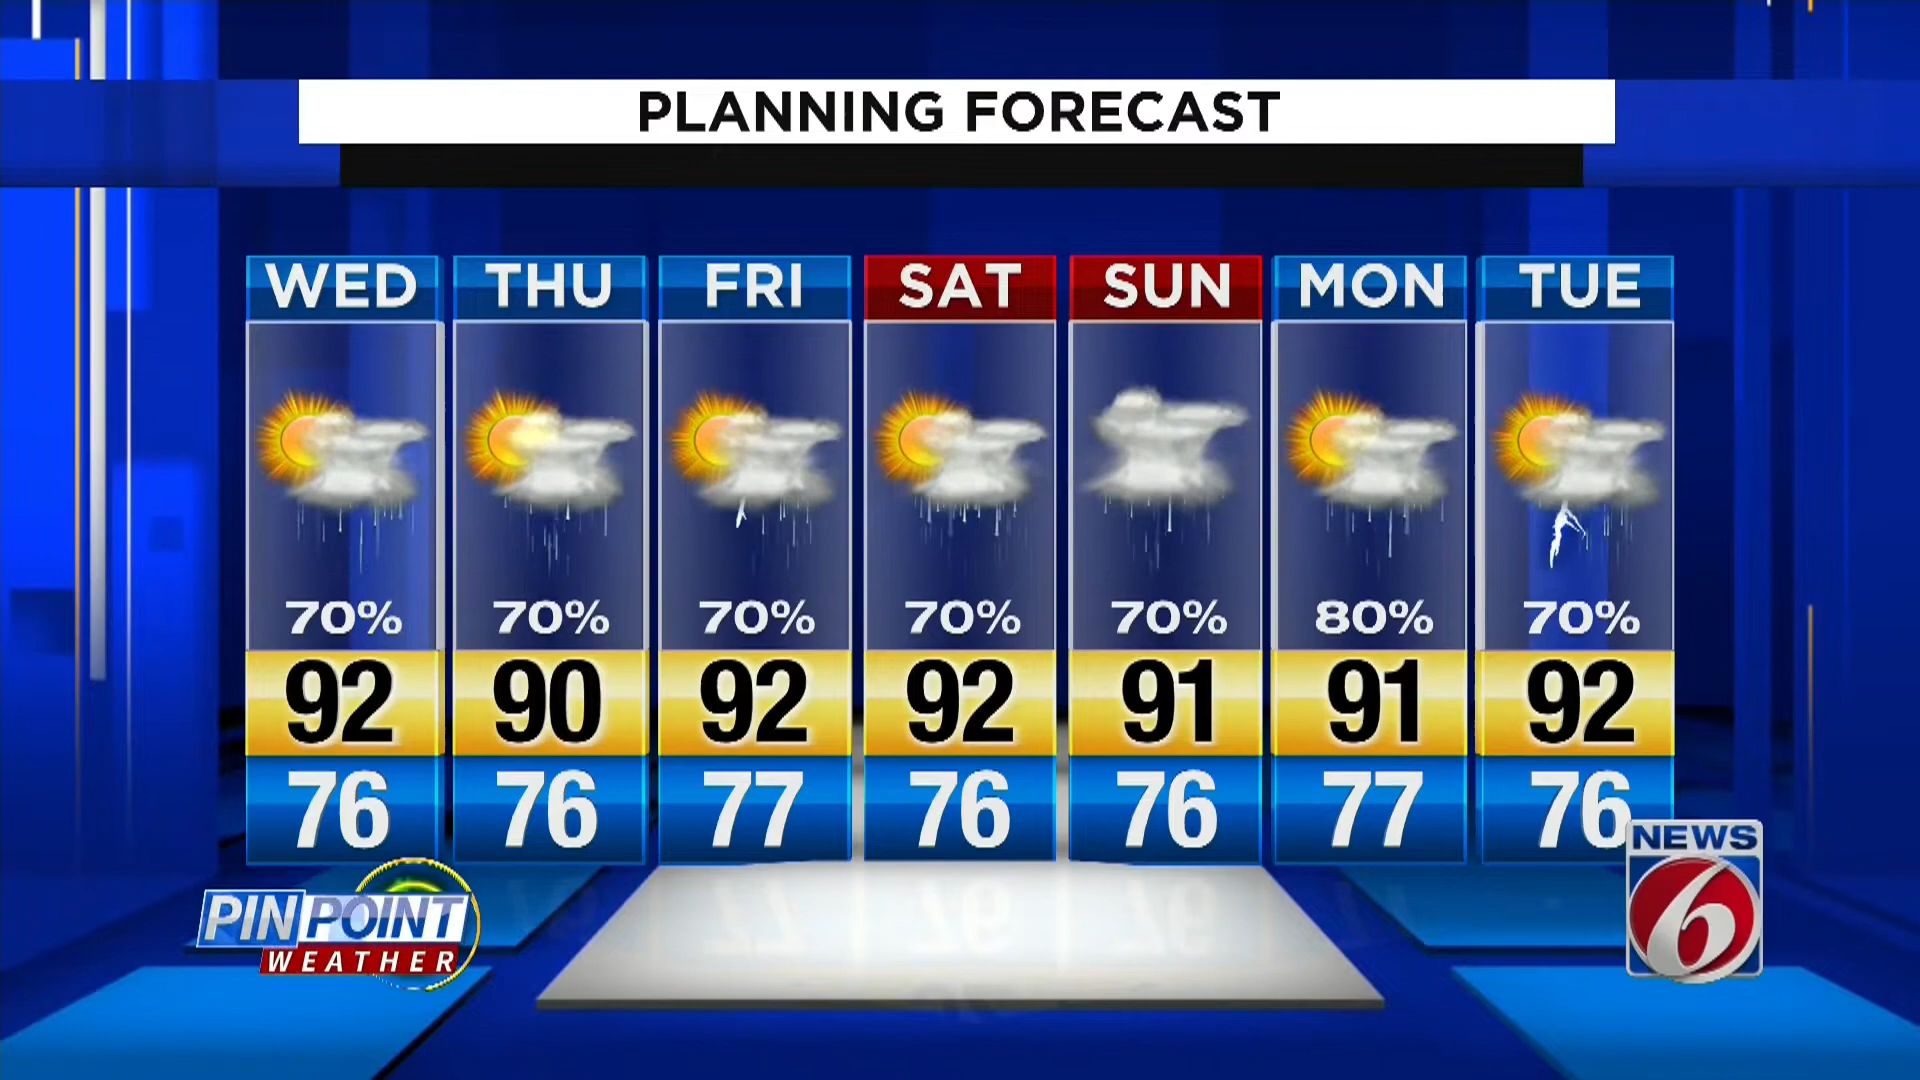 PLANNING FORECAST
WED THU FRI SAT SUN MON TUE
70% 70% 70% 70% 70% 80% 70%
92 90 92 92 91 91 92
76 76 77 76 76 77 76
NEWS
6
PINPOINT
WEATHER